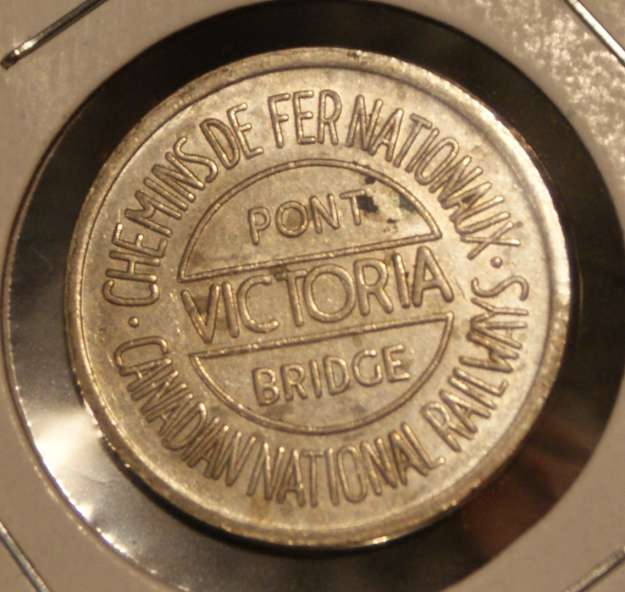 CHEMINS DE FER NATIONAUX
PONT
VICTORIA
BRIDGE
CANADIAN NATIONAL RAILWAYS